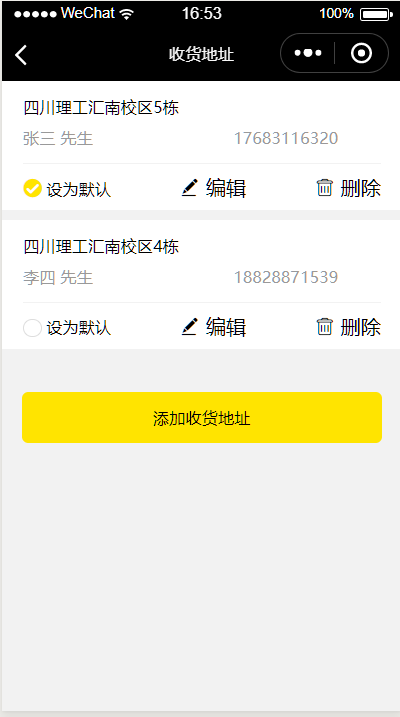 WeChat 16:53 100%
收货地址
四川理工汇南校区5栋
张三 先生 17683116320
设为默认 编辑 删除
四川理工汇南校区4栋
李四 先生 18828871539
设为默认 编辑 删除
添加收货地址